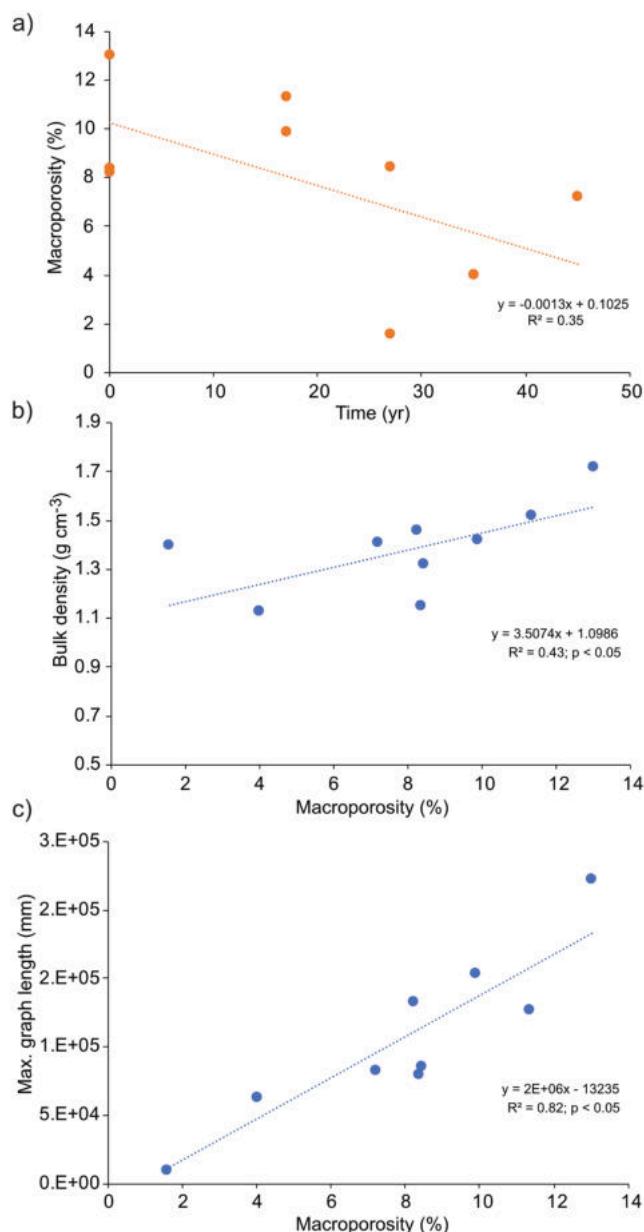 a)
14
12
10
8
6
4
2
0
Macroporosity (%)
y = -0.0013x + 0.1025
R² = 0.35
0 10 20 30 40 50
Time (yr)
b)
1.9
1.7
1.5
1.3
1.1
0.9
0.7
0.5
Bulk density (g cm⁻³)
y = 3.5074x + 1.0986
R² = 0.43; p < 0.05
0 2 4 6 8 10 12 14
Macroporosity (%)
c)
3.E+05
2.E+05
2.E+05
1.E+05
5.E+04
0.E+00
Max. graph length (mm)
y = 2E+06x - 13235
R² = 0.82; p < 0.05
0 2 4 6 8 10 12 14
Macroporosity (%)